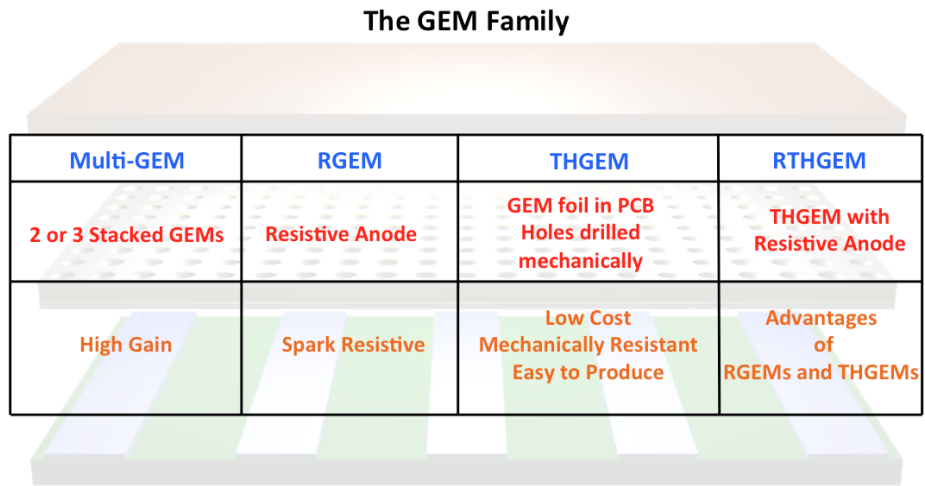 The GEM Family
Multi-GEM
RGEM
THGEM
RTHGEM
2 or 3 Stacked GEMs
Resistive Anode
GEM foil in PCB
Holes drilled
mechanically
THGEM with
Resistive Anode
High Gain
Spark Resistive
Low Cost
Mechanically Resistant
Easy to Produce
Advantages
of
RGEMs and THGEMs